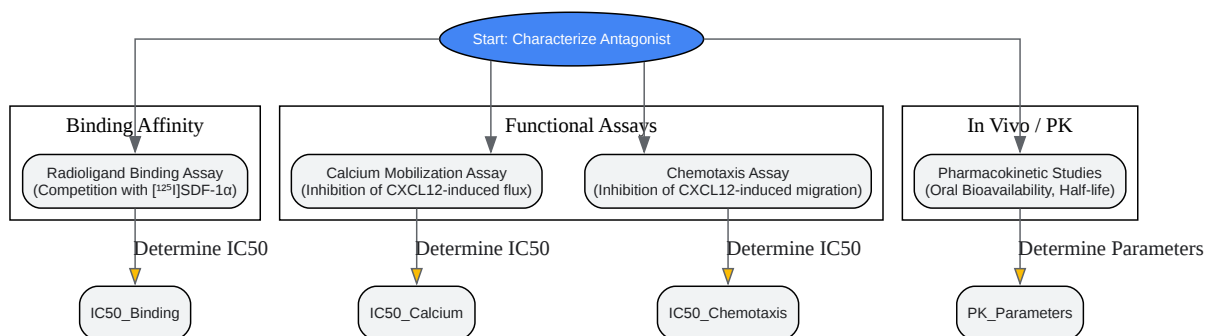 Start: Characterize Antagonist
Binding Affinity
Functional Assays
In Vivo / PK
Radioligand Binding Assay
(Competition with [¹²⁵I]SDF-1α)
Calcium Mobilization Assay
(Inhibition of CXCL12-induced flux)
Chemotaxis Assay
(Inhibition of CXCL12-induced migration)
Pharmacokinetic Studies
(Oral Bioavailability, Half-life)
Determine IC50
Determine IC50
Determine IC50
Determine Parameters
IC50_Binding
IC50_Calcium
IC50_Chemotaxis
PK_Parameters